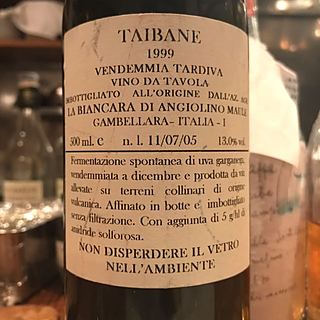 TAIBANE
1999
VENDEMMIA TARDIVA
VINO DA TAVOLA
IMBOTTIGLIATO ALL'ORIGINE DALL'AZ. AGR.
LA BIANCARA DI ANGIOLINO MAULE
GAMBELLARA - ITALIA - I
500 ml. e n. l. 11/07/05 13.0% vol.
Fermentazione spontanea di uva garganega,
vendemmiata a dicembre e prodotta da viti
allevate su terreni collinari di origine
vulcanica. Affinato in botte e imbottigliato
senza filtrazione. Con aggiunta di 5 g/hl di
anidride solforosa.
NON DISPERDERE IL VETRO
NELL'AMBIENTE